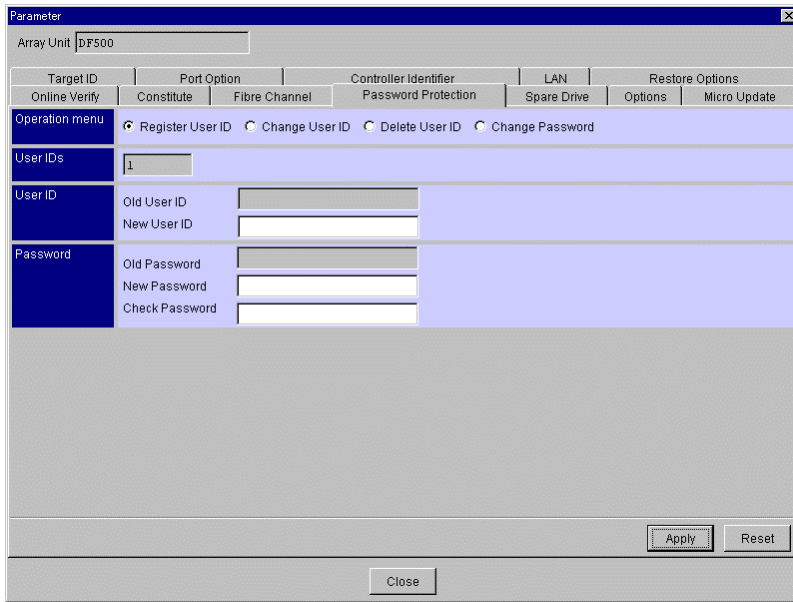 Parameter
Array Unit DF500
Target ID Port Option Controller Identifier LAN Restore Options
Online Verify Constitute Fibre Channel Password Protection Spare Drive Options Micro Update
Operation menu Register User ID Change User ID Delete User ID Change Password
User IDs 1
User ID Old User ID
New User ID
Password Old Password
New Password
Check Password
Apply Reset
Close